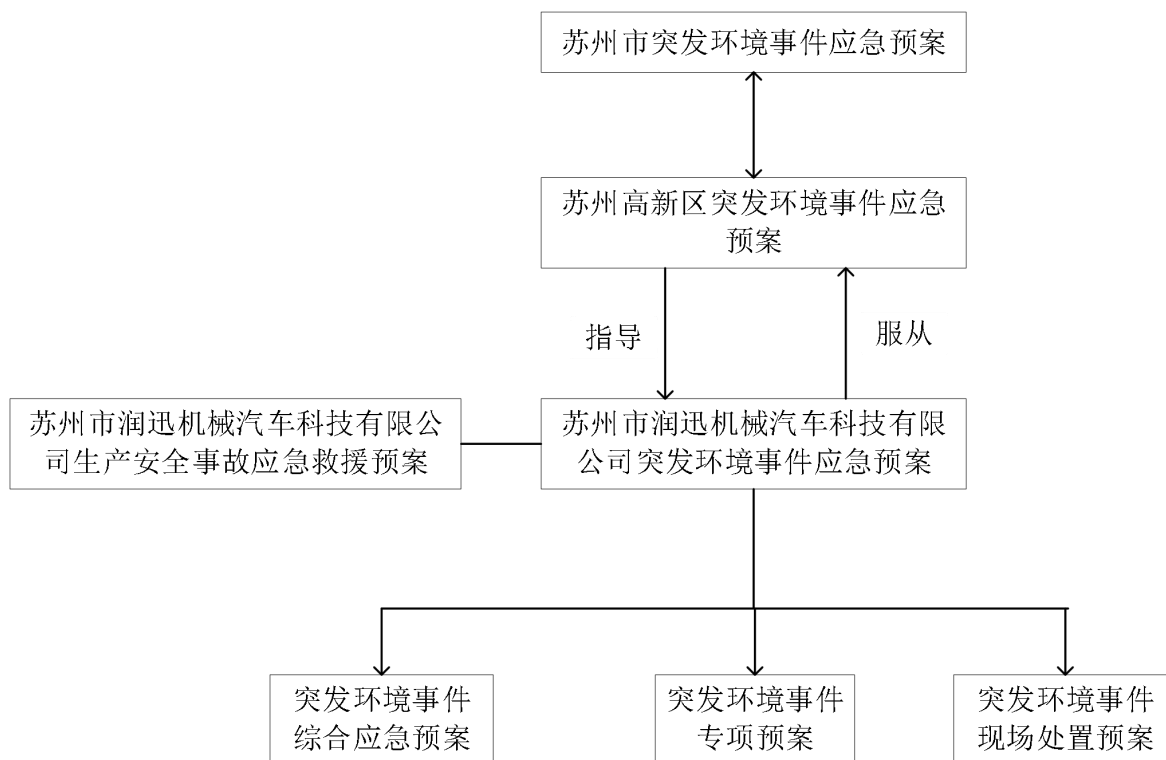 苏州市突发环境事件应急预案
苏州高新区突发环境事件应急
预案
指导
服从
苏州市润迅机械汽车科技有限公
司生产安全事故应急救援预案
苏州市润迅机械汽车科技有限
公司突发环境事件应急预案
突发环境事件
综合应急预案
突发环境事件
专项预案
突发环境事件
现场处置预案